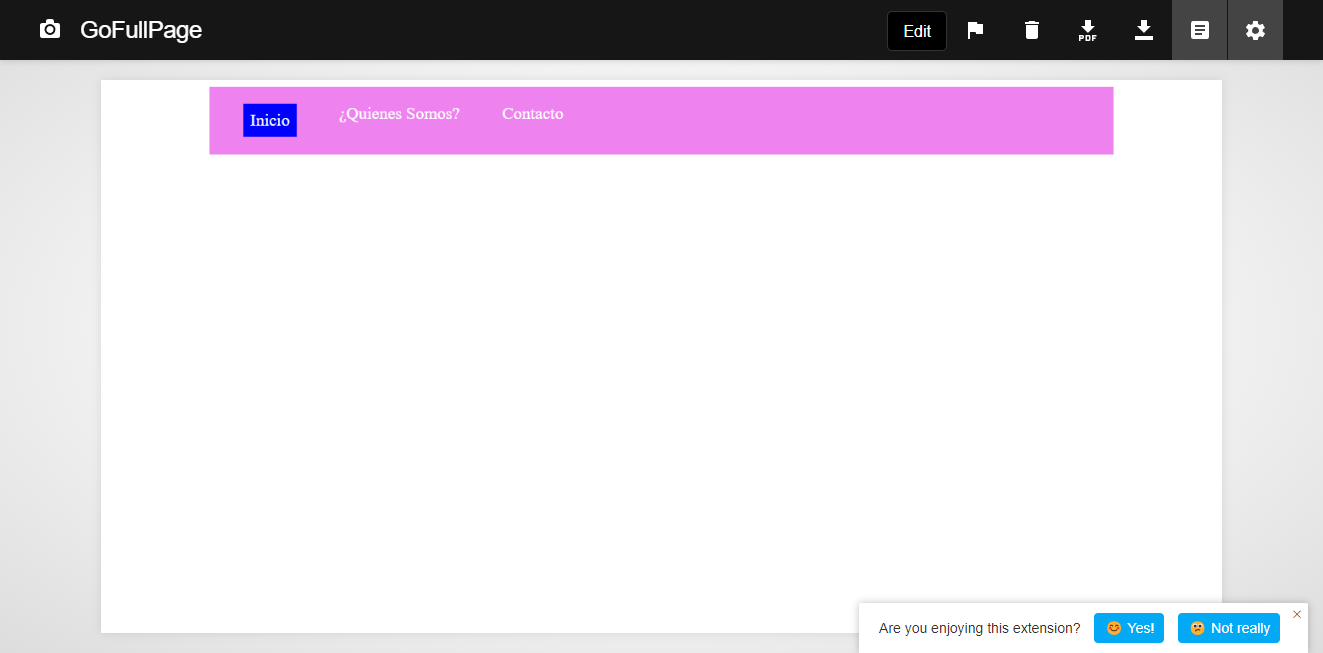 GoFullPage
Edit
PDF
Inicio
¿Quienes Somos?
Contacto
Are you enjoying this extension?
Yes!
Not really